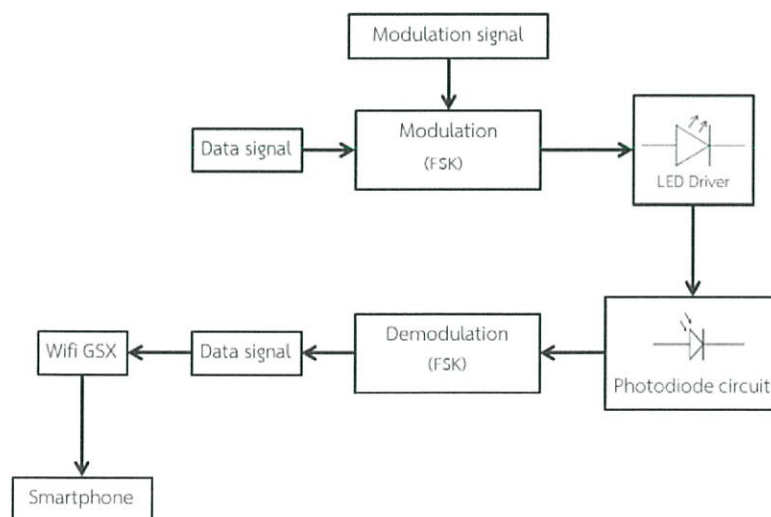 Modulation signal
Data signal
Modulation
(FSK)
LED Driver
Wifi GSX
Data signal
Demodulation
(FSK)
Photodiode circuit
Smartphone